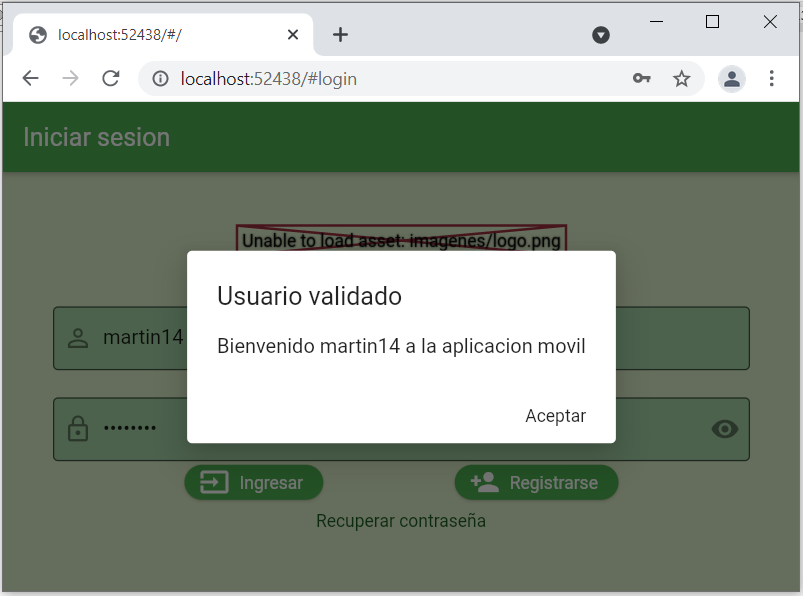 localhost:52438/#/
localhost:52438/#login
Iniciar sesion
Unable to load asset: imagenes/logo.png
Usuario validado
Bienvenido martin14 a la aplicacion movil
Aceptar
martin14
••••••••
Ingresar
Registrarse
Recuperar contraseña